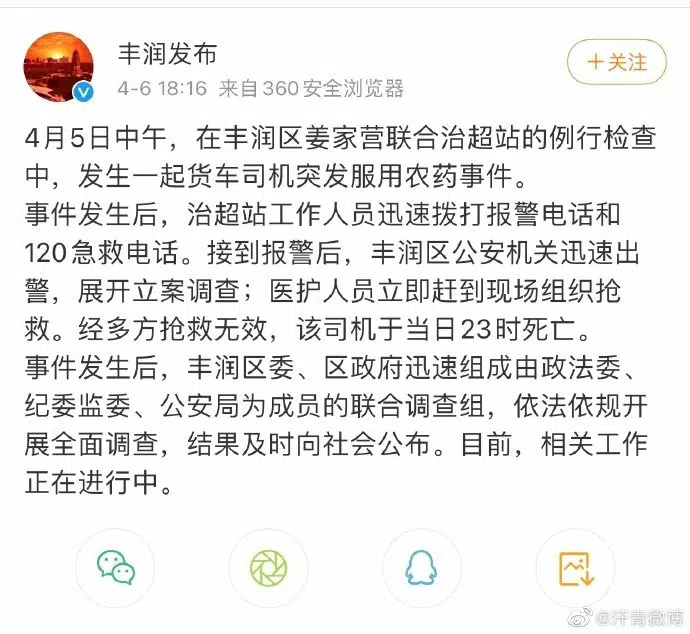 丰润发布
+关注
4-6 18:16 来自360安全浏览器
4月5日中午，在丰润区姜家营联合治超站的例行检查
中，发生一起货车司机突发服用农药事件。
事件发生后，治超站工作人员迅速拨打报警电话和
120急救电话。接到报警后，丰润区公安机关迅速出
警，展开立案调查；医护人员立即赶到现场组织抢
救。经多方抢救无效，该司机于当日23时死亡。
事件发生后，丰润区委、区政府迅速组成由政法委、
纪委监委、公安局为成员的联合调查组，依法依规开
展全面调查，结果及时向社会公布。目前，相关工作
正在进行中。
@汗青微博